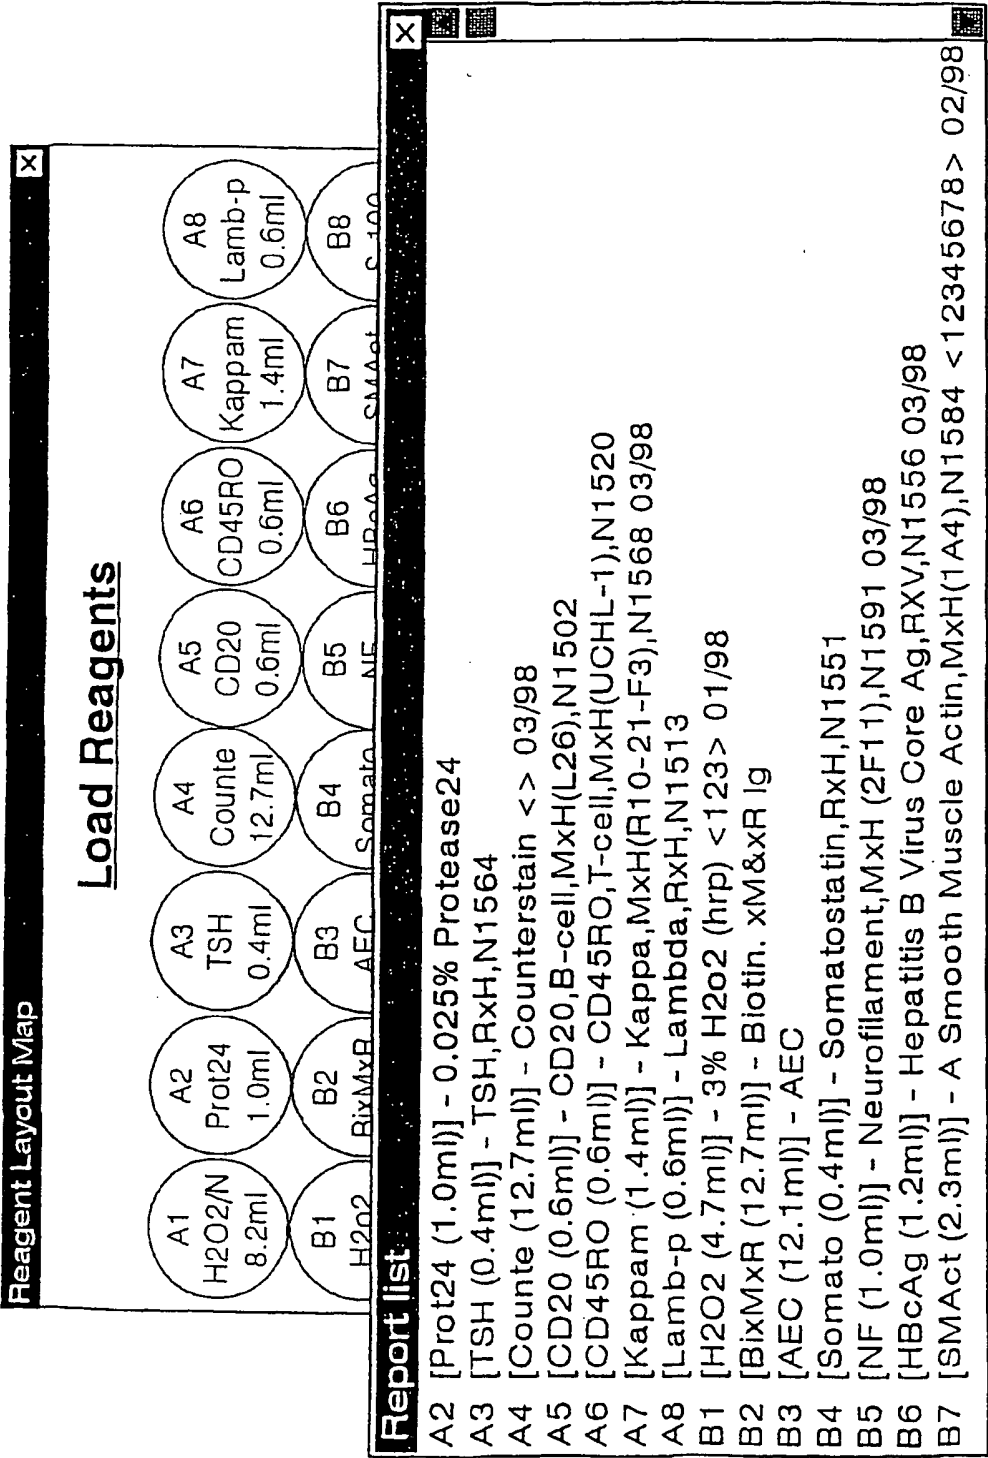 Reagent Layout Map
Load Reagents
A1 A2 A3 A4 A5 A6 A7 A8
H2O2/N Prot24 TSH Counte CD20 CD45RO Kappam Lamb-p
8.2ml 1.0ml 0.4ml 12.7ml 0.6ml 0.6ml 1.4ml 0.6ml
B1 B2 B3 B4 B5 B6 B7 B8
H2o2 BixMxR AEC Somato NF HBcAg SMAct S-100
Report list
A2 [Prot24 (1.0ml)] - 0.025% Protease24
A3 [TSH (0.4ml)] - TSH,RxH,N1564
A4 [Counte (12.7ml)] - Counterstain <> 03/98
A5 [CD20 (0.6ml)] - CD20,B-cell,MxH(L26),N1502
A6 [CD45RO (0.6ml)] - CD45RO,T-cell,MxH(UCHL-1),N1520
A7 [Kappam (1.4ml)] - Kappa,MxH(R10-21-F3),N1568 03/98
A8 [Lamb-p (0.6ml)] - Lambda,RxH,N1513
B1 [H2O2 (4.7ml)] - 3% H2o2 (hrp) <123> 01/98
B2 [BixMxR (12.7ml)] - Biotin. xM&xR Ig
B3 [AEC (12.1ml)] - AEC
B4 [Somato (0.4ml)] - Somatostatin,RxH,N1551
B5 [NF (1.0ml)] - Neurofilament,MxH (2F11),N1591 03/98
B6 [HBcAg (1.2ml)] - Hepatitis B Virus Core Ag,RXV,N1556 03/98
B7 [SMAct (2.3ml)] - A Smooth Muscle Actin,MxH(1A4),N1584 <12345678> 02/98